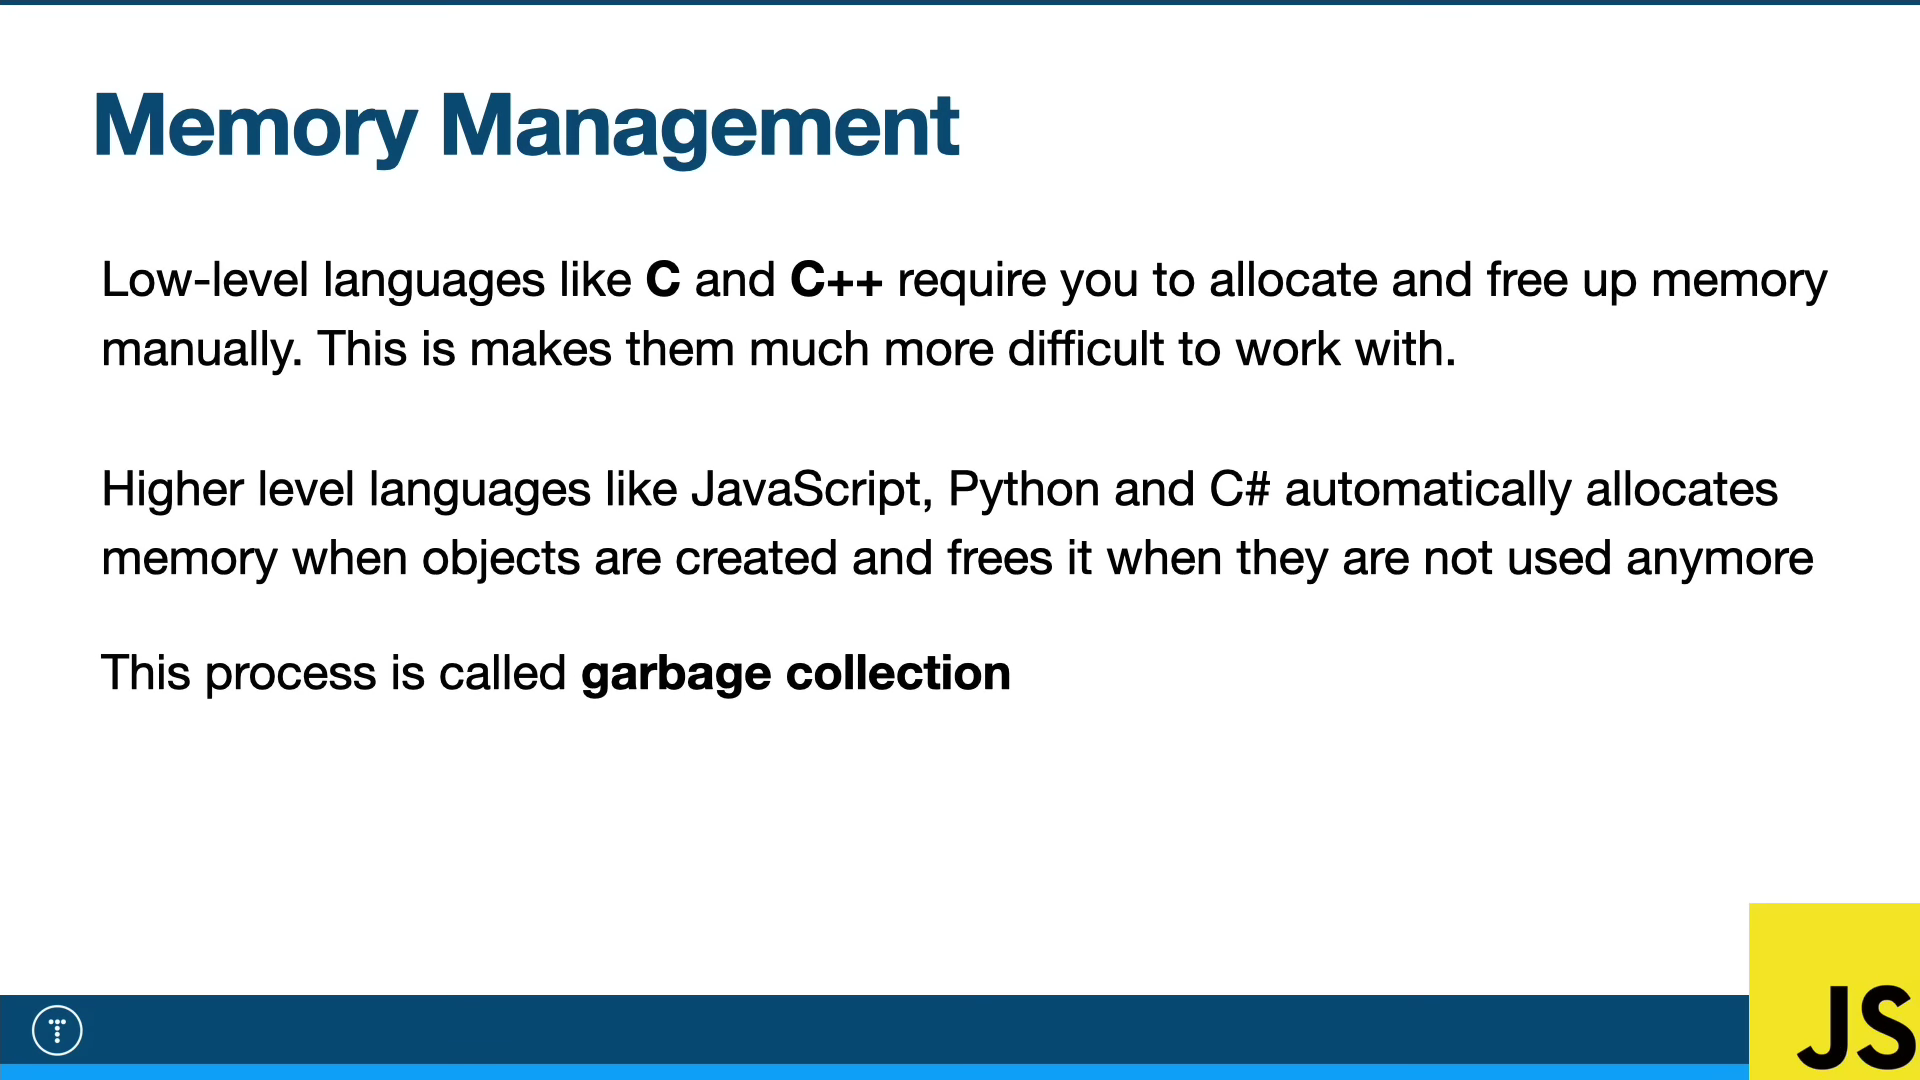 Memory Management
Low-level languages like C and C++ require you to allocate and free up memory
manually. This is makes them much more difficult to work with.
Higher level languages like JavaScript, Python and C# automatically allocates
memory when objects are created and frees it when they are not used anymore
This process is called garbage collection
JS